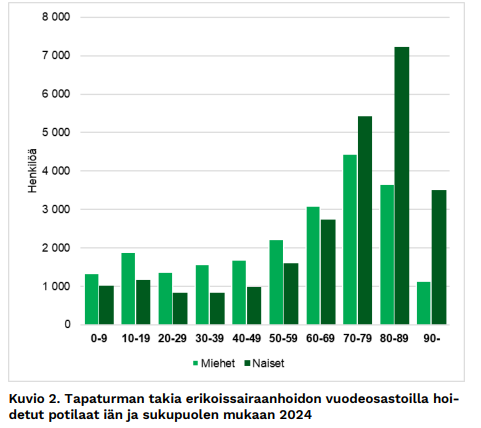 8 000
7 000
6 000
5 000
4 000
3 000
2 000
1 000
0
Henkilöä
0-9 10-19 20-29 30-39 40-49 50-59 60-69 70-79 80-89 90-
Miehet Naiset
Kuvio 2. Tapaturman takia erikoissairaanhoidon vuodeosastoilla hoi-
detut potilaat iän ja sukupuolen mukaan 2024